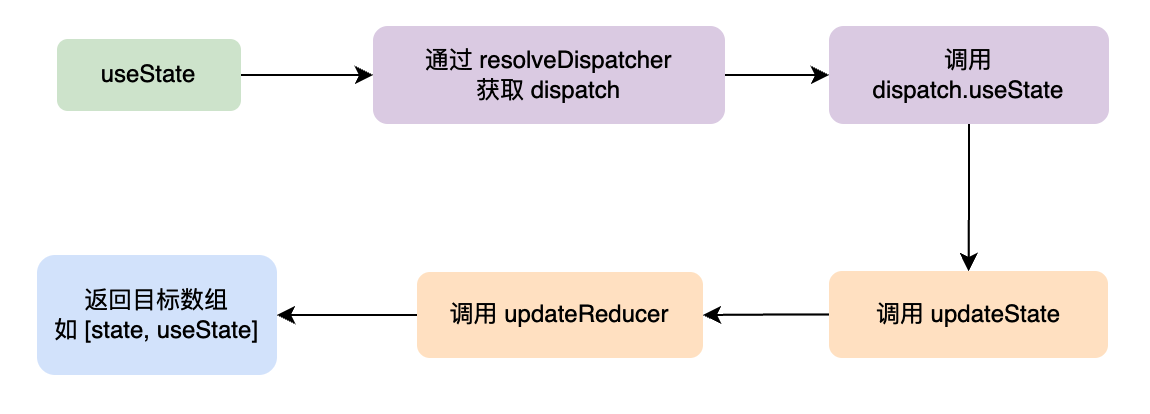 useState
通过 resolveDispatcher
获取 dispatch
调用
dispatch.useState
调用 updateState
调用 updateReducer
返回目标数组
如 [state, useState]